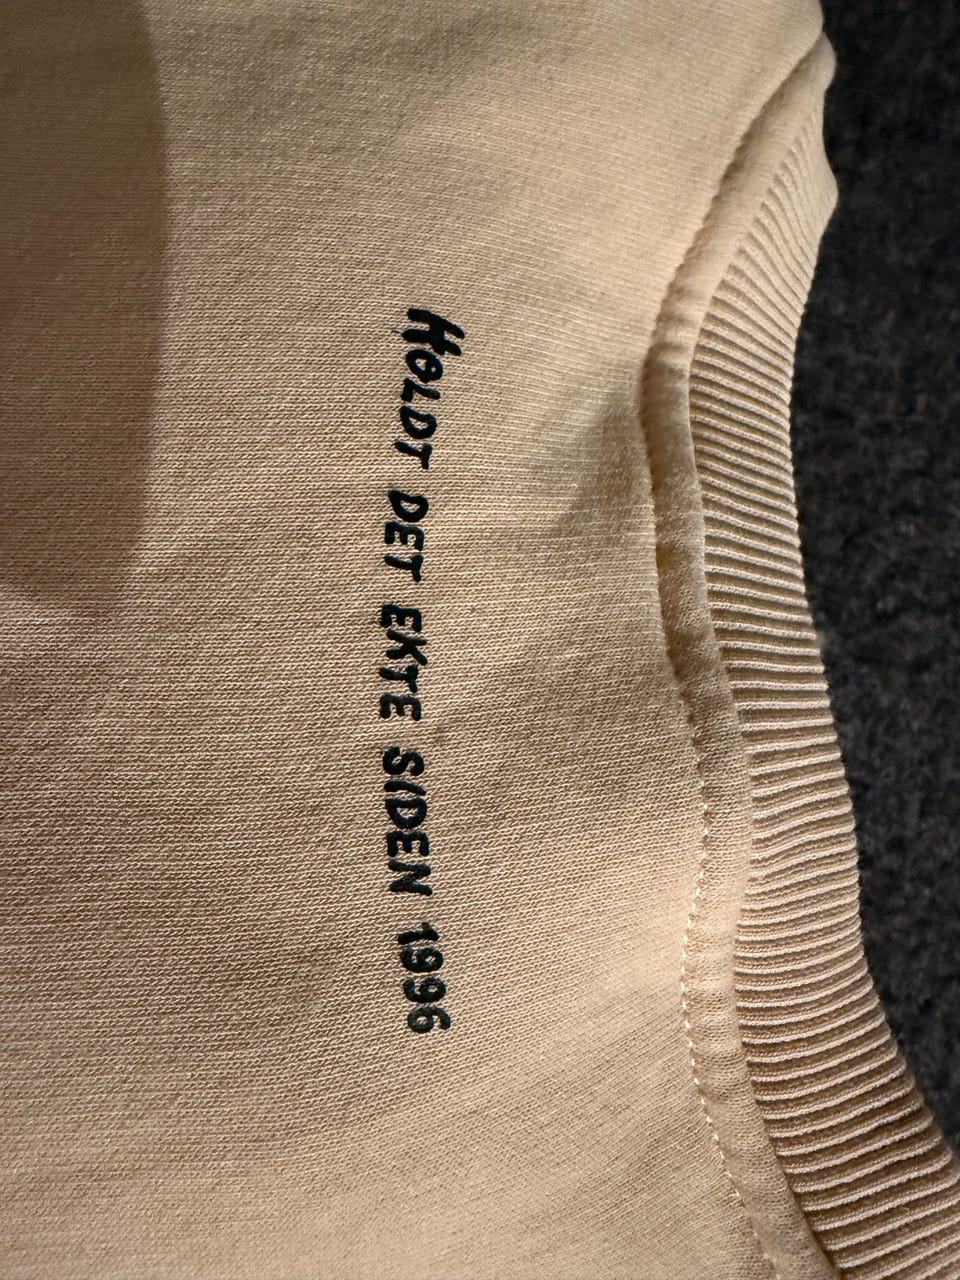 HOLDT DET EKTE SIDEN 1996